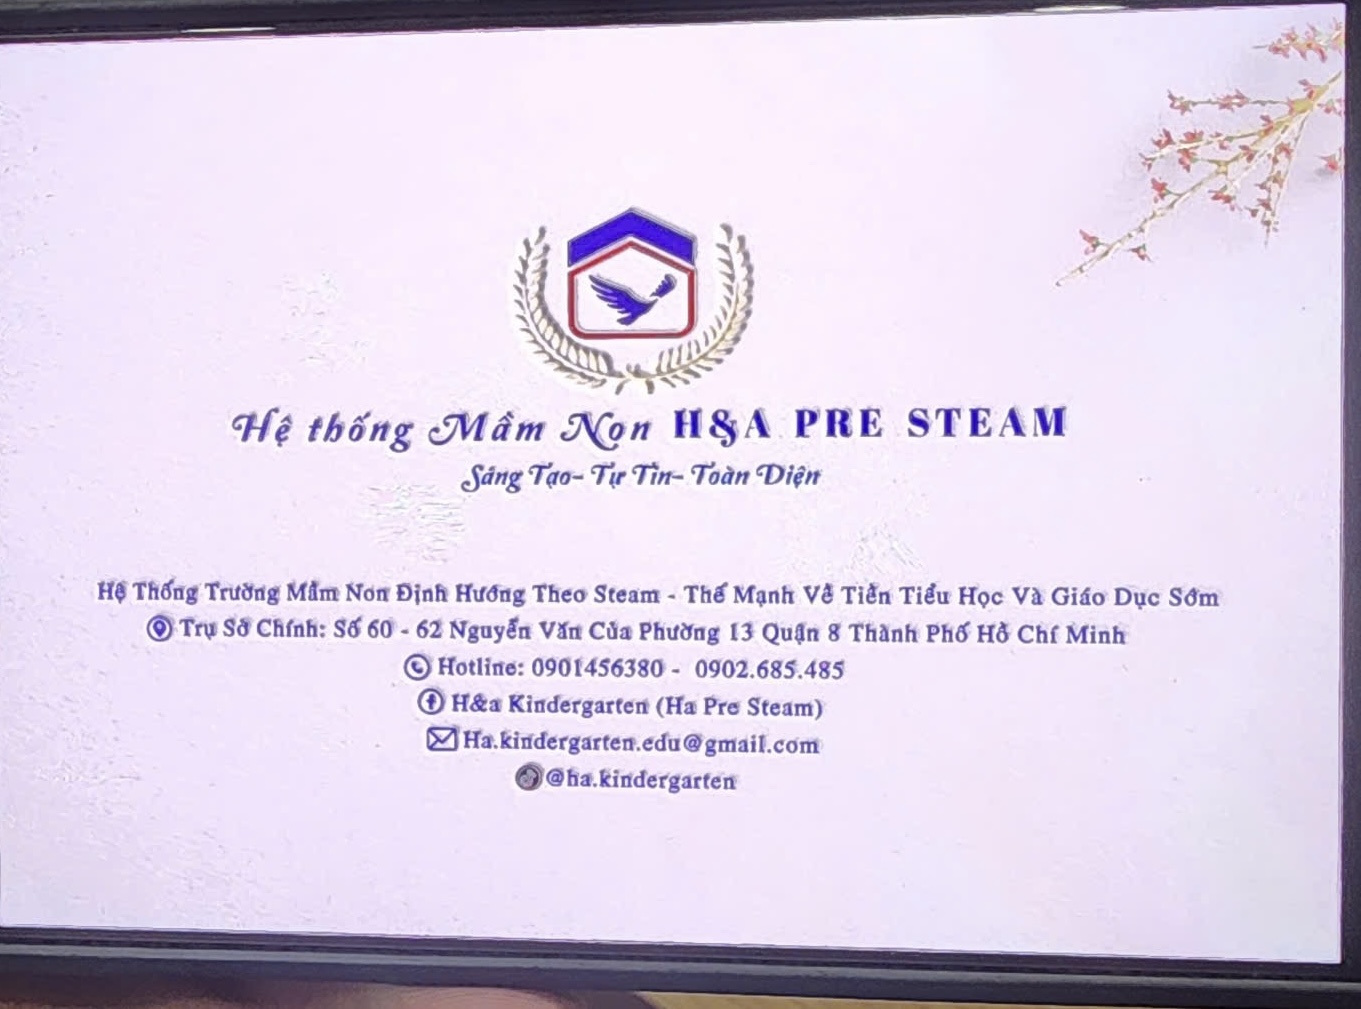 Hệ thống Mầm Non H&A PRE STEAM
Sáng Tạo- Tự Tin- Toàn Diện
Hệ Thống Trường Mầm Non Định Hướng Theo Steam - Thế Mạnh Về Tiền Tiểu Học Và Giáo Dục Sớm
Trụ Sở Chính: Số 60 - 62 Nguyễn Văn Của Phường 13 Quận 8 Thành Phố Hồ Chí Minh
Hotline: 0901456380 - 0902.685.485
H&a Kindergarten (Ha Pre Steam)
Ha.kindergarten.edu@gmail.com
@ha.kindergarten